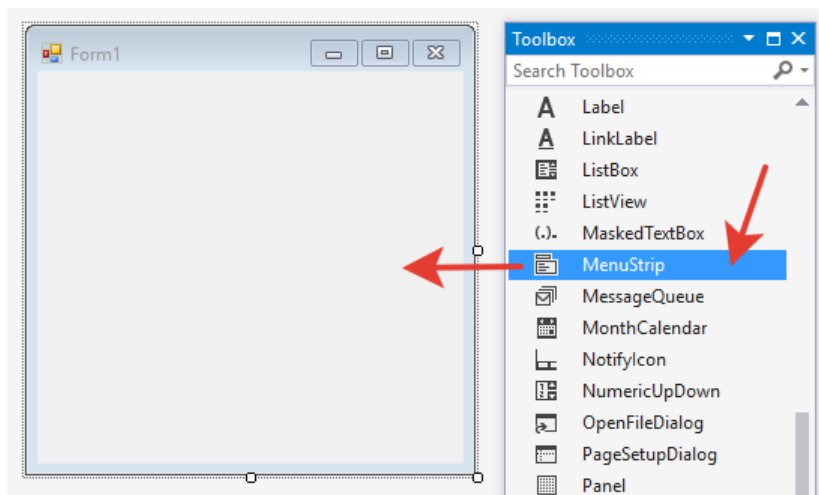 Form1
Toolbox
Search Toolbox
Label
LinkLabel
ListBox
ListView
MaskedTextBox
MenuStrip
MessageQueue
MonthCalendar
NotifyIcon
NumericUpDown
OpenFileDialog
PageSetupDialog
Panel